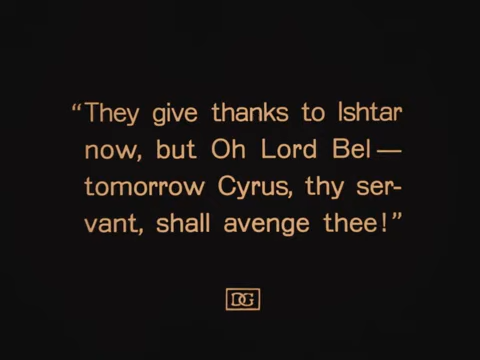 “They give thanks to Ishtar
now, but Oh Lord Bel—
tomorrow Cyrus, thy ser-
vant, shall avenge thee!”
DG